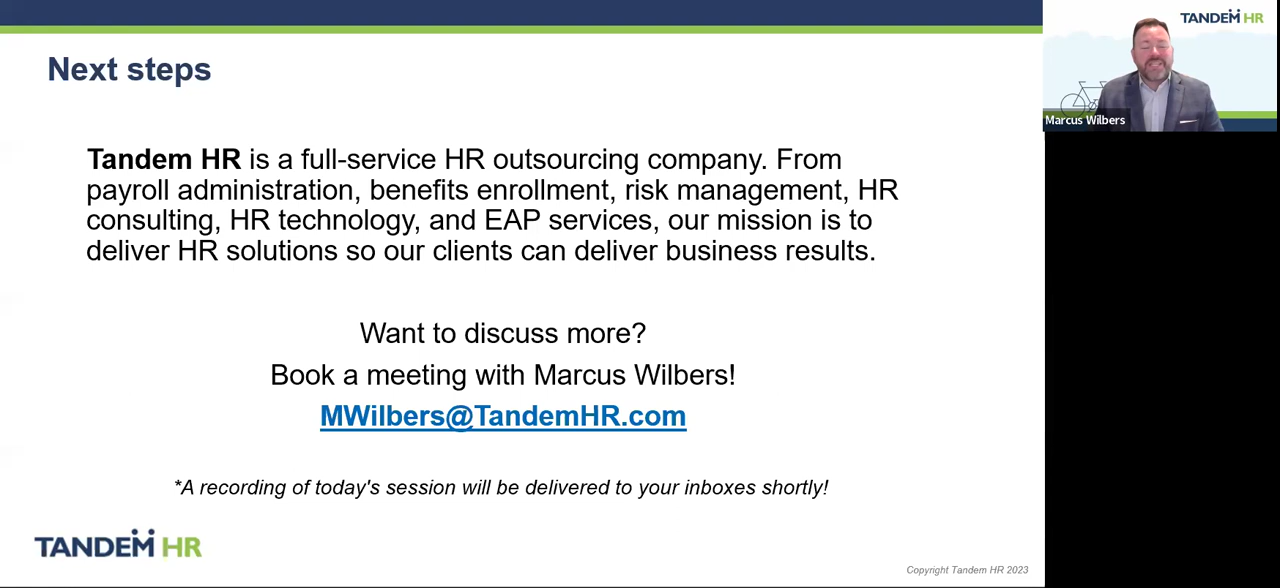 Next steps
Tandem HR is a full-service HR outsourcing company. From
payroll administration, benefits enrollment, risk management, HR
consulting, HR technology, and EAP services, our mission is to
deliver HR solutions so our clients can deliver business results.
Want to discuss more?
Book a meeting with Marcus Wilbers!
MWilbers@TandemHR.com
*A recording of today's session will be delivered to your inboxes shortly!
TANDEM HR
Copyright Tandem HR 2023
TANDEM HR
Marcus Wilbers